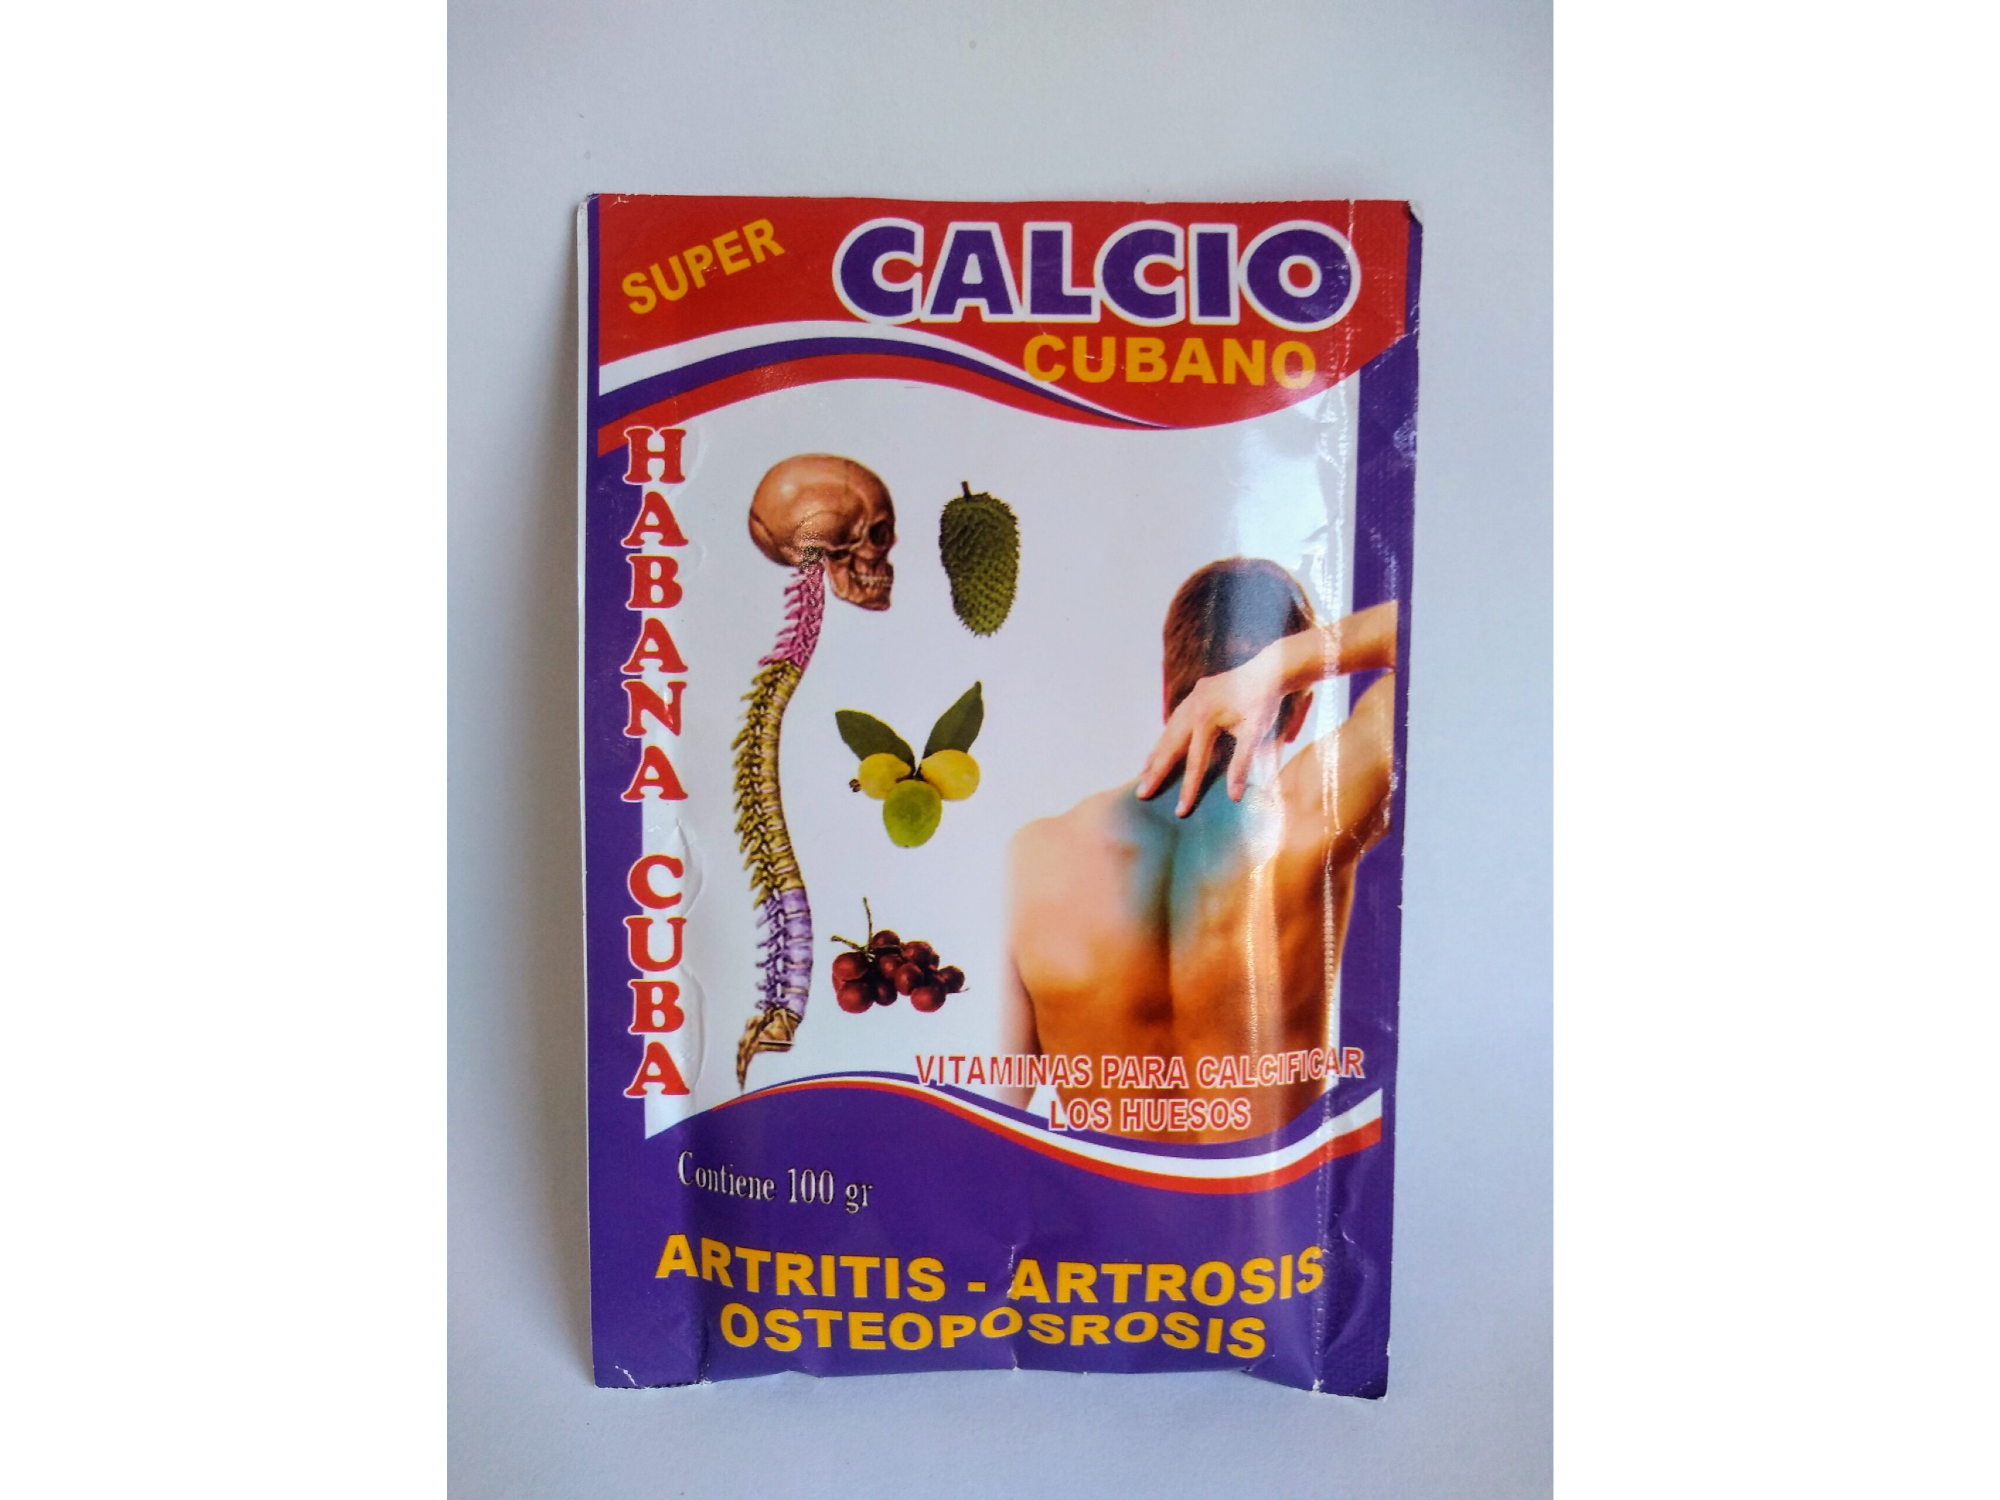 SUPER
CALCIO
CUBANO
HABANA CUBA
VITAMINAS PARA CALCIFICAR
LOS HUESOS
Contiene 100 gr
ARTRITIS - ARTROSIS
OSTEOPOSROSIS